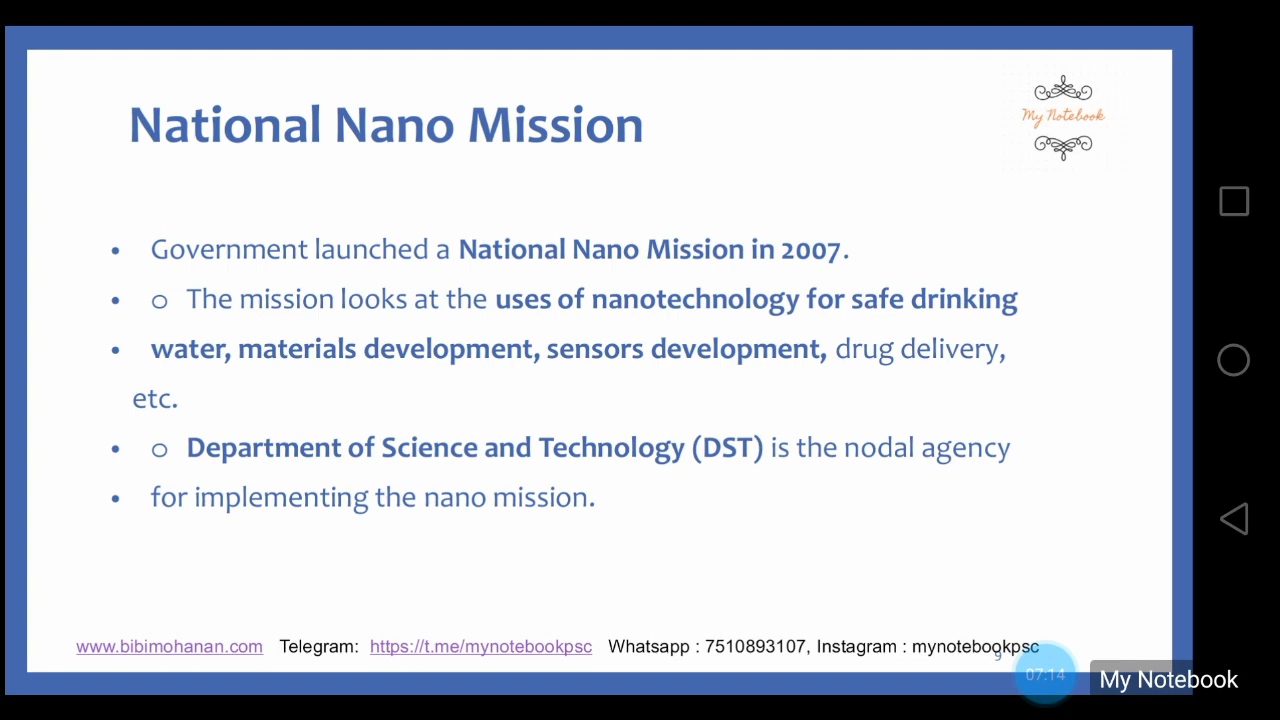 National Nano Mission
My Notebook
• Government launched a National Nano Mission in 2007.
• o The mission looks at the uses of nanotechnology for safe drinking
• water, materials development, sensors development, drug delivery,
etc.
• o Department of Science and Technology (DST) is the nodal agency
• for implementing the nano mission.
www.bibimohanan.com Telegram: https://t.me/mynotebookpsc Whatsapp : 7510893107, Instagram : mynotebookpsc
9
07:14
My Notebook